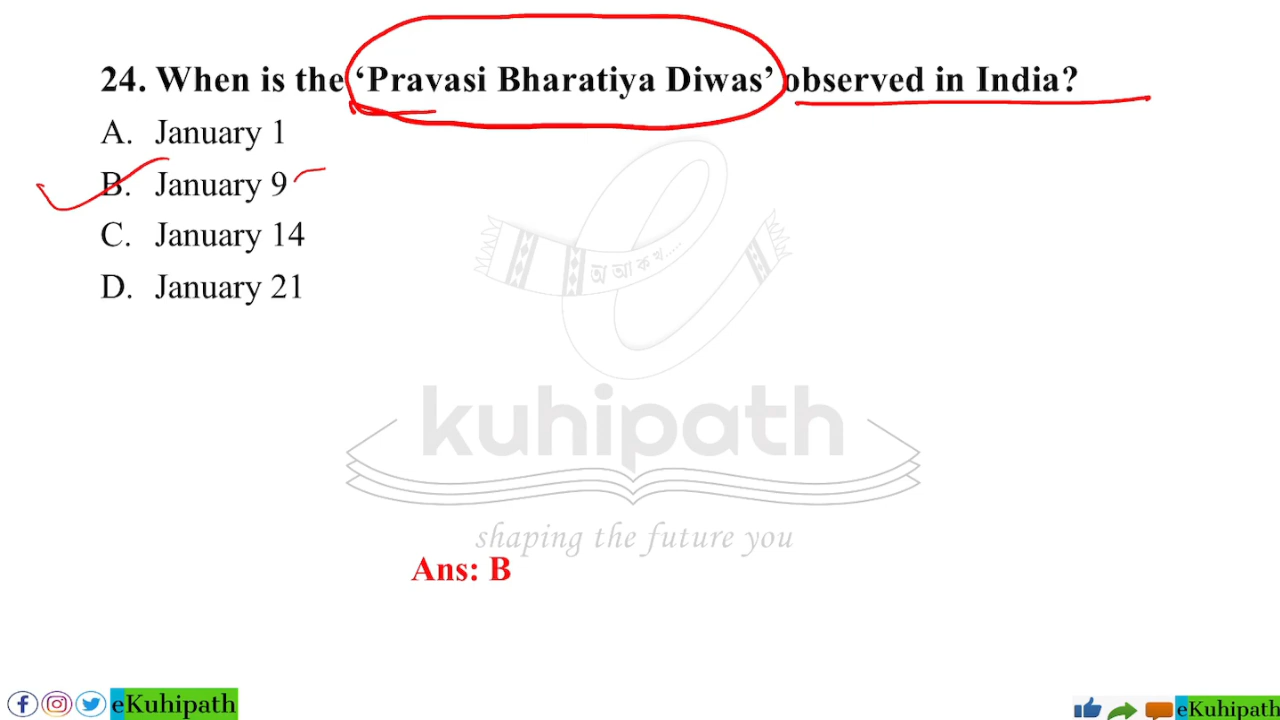 24. When is the ‘Pravasi Bharatiya Diwas’ observed in India?
A. January 1
B. January 9
C. January 14
D. January 21
অ আ ক খ....
kuhipath
shaping the future you
Ans: B
eKuhipath
eKuhipath